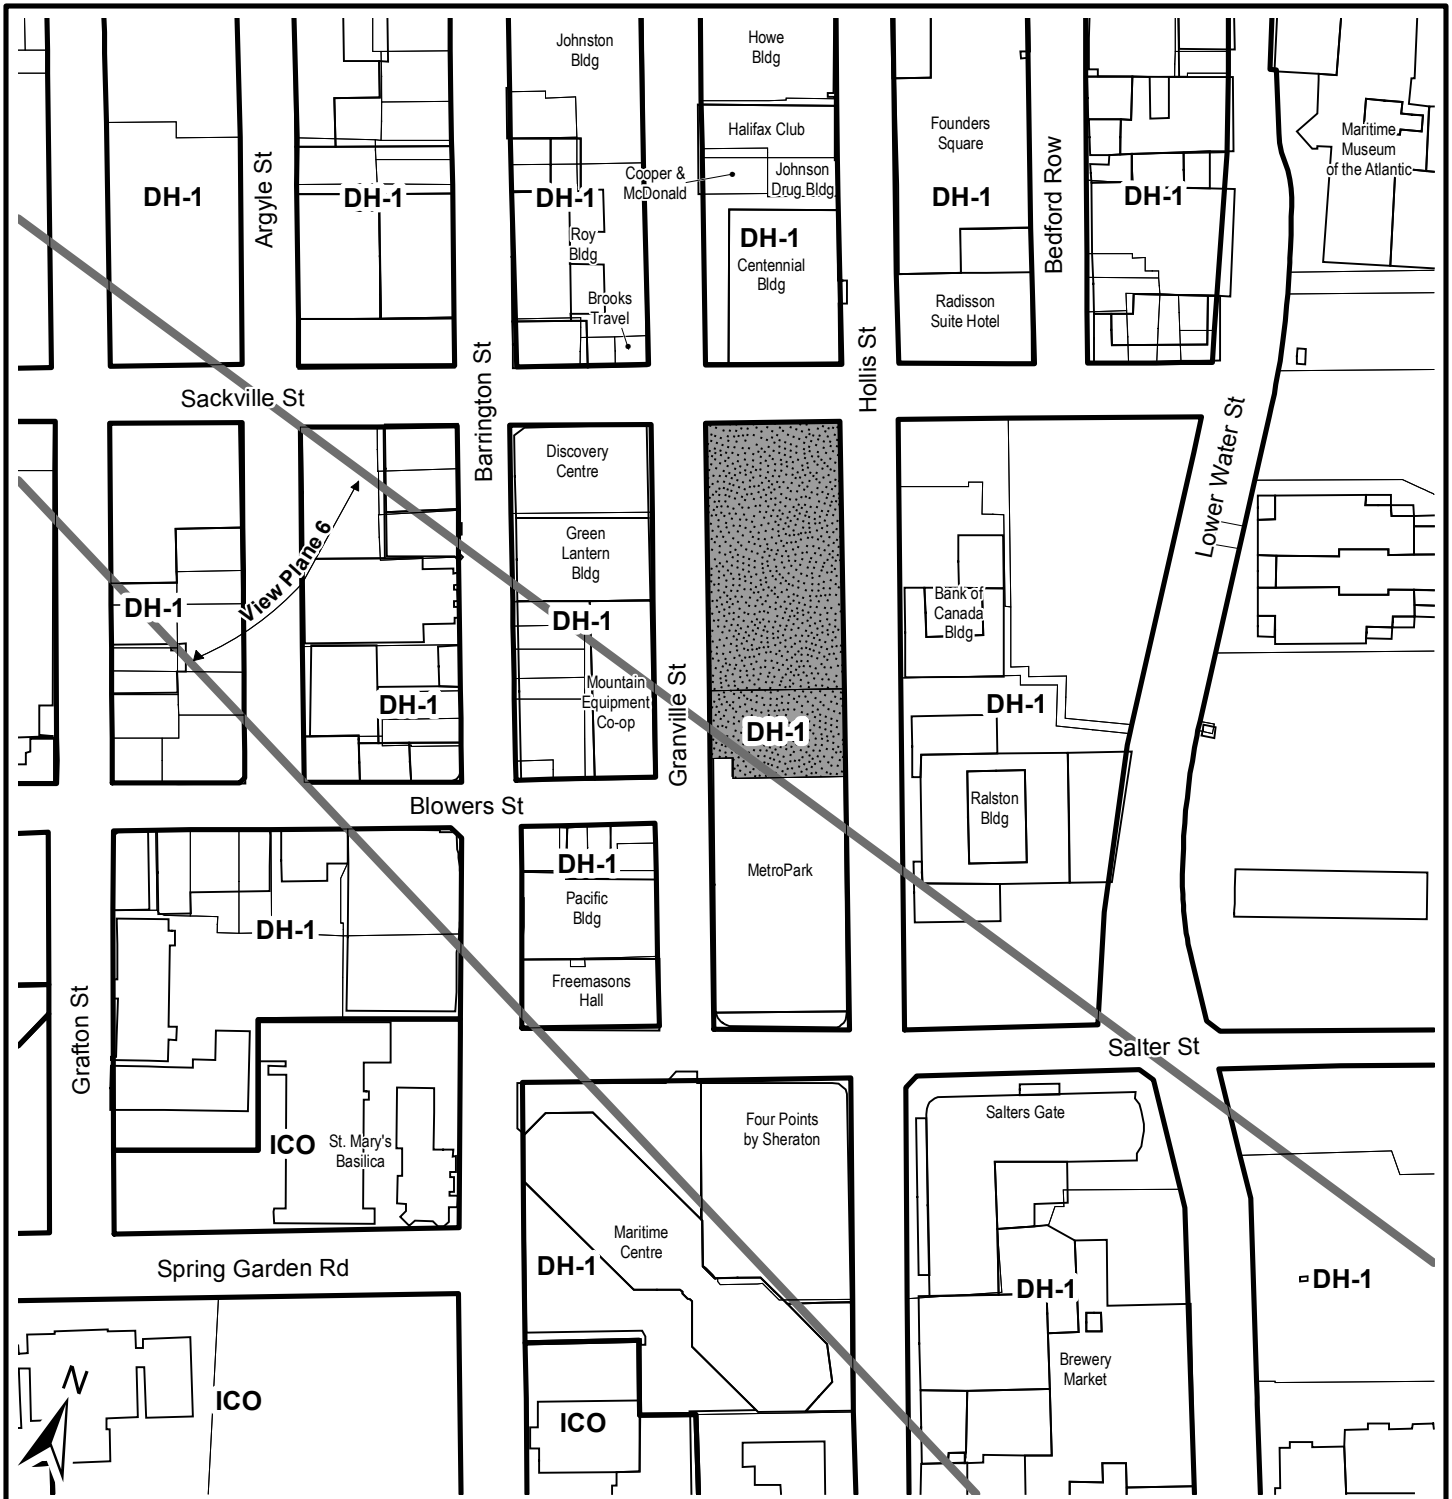 Johnston
Bldg
Howe
Bldg
Halifax Club
Founders
Square
Maritime
Museum
of the Atlantic
Cooper &
McDonald
Johnson
Drug Bldg
Argyle St
Bedford Row
DH-1
DH-1
DH-1
DH-1
DH-1
DH-1
Roy
Bldg
Centennial
Bldg
Brooks
Travel
Radisson
Suite Hotel
Sackville St
Barrington St
Hollis St
Lower Water St
Discovery
Centre
Green
Lantern
Bldg
View Plane 6
DH-1
DH-1
Bank of
Canada
Bldg
Mountain
Equipment
Co-op
Granville St
DH-1
DH-1
DH-1
Blowers St
Ralston
Bldg
DH-1
MetroPark
Pacific
Bldg
DH-1
Freemasons
Hall
Grafton St
Salter St
Salters Gate
Four Points
by Sheraton
ICO
St. Mary's
Basilica
Maritime
Centre
Spring Garden Rd
DH-1
DH-1
DH-1
Brewery
Market
N
ICO
ICO